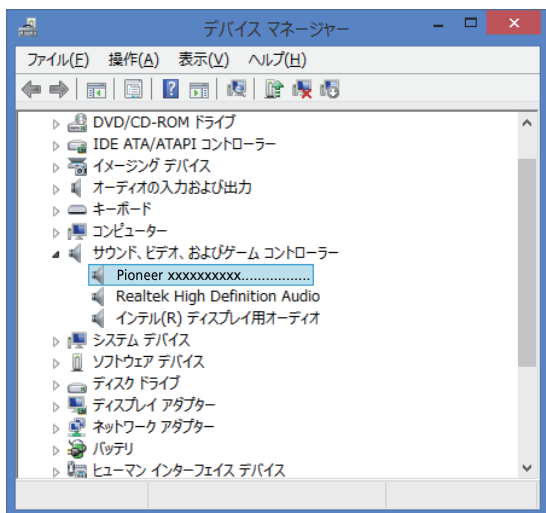 デバイス マネージャー
ファイル(F) 操作(A) 表示(V) ヘルプ(H)
DVD/CD-ROM ドライブ
IDE ATA/ATAPI コントローラー
イメージング デバイス
オーディオの入力および出力
キーボード
コンピューター
サウンド、ビデオ、およびゲーム コントローラー
Pioneer xxxxxxxxxx.................
Realtek High Definition Audio
インテル(R) ディスプレイ用オーディオ
システム デバイス
ソフトウェア デバイス
ディスク ドライブ
ディスプレイ アダプター
ネットワーク アダプター
バッテリ
ヒューマン インターフェイス デバイス